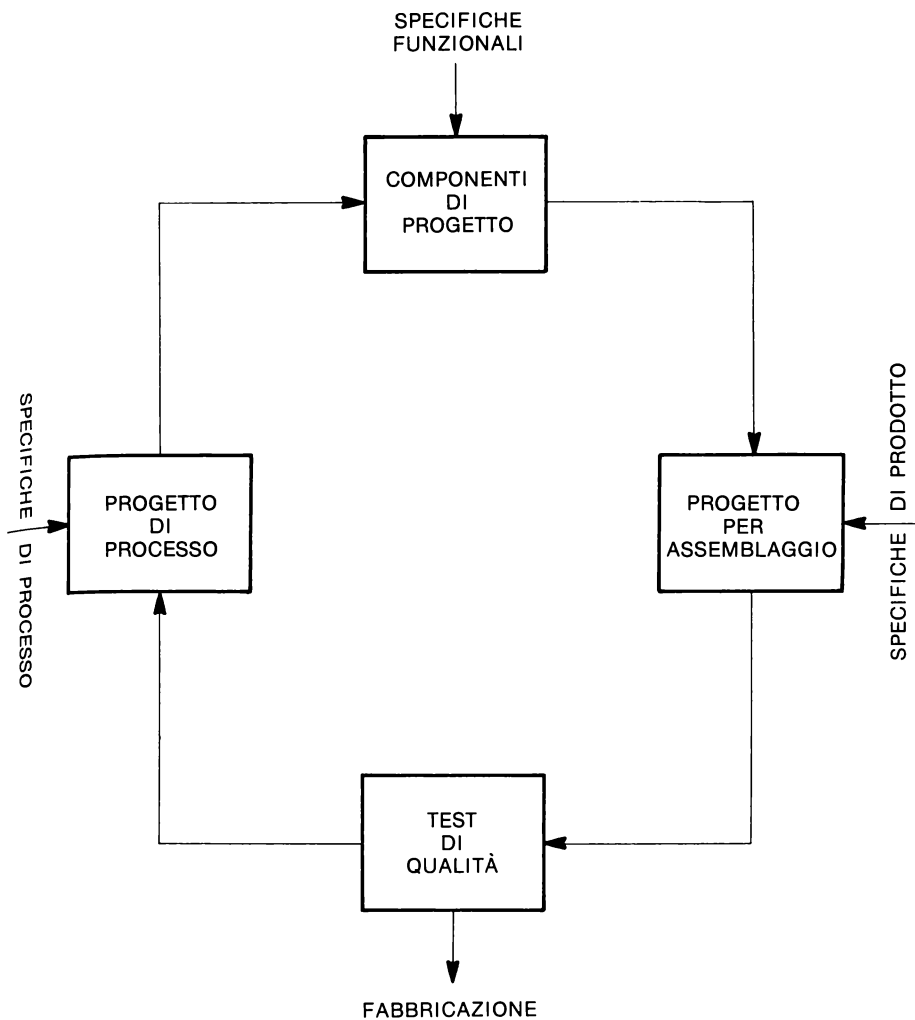 SPECIFICHE
FUNZIONALI
COMPONENTI
DI
PROGETTO
SPECIFICHE DI PROCESSO
PROGETTO
DI
PROCESSO
PROGETTO
PER
ASSEMBLAGGIO
SPECIFICHE DI PRODOTTO
TEST
DI
QUALITÀ
FABBRICAZIONE